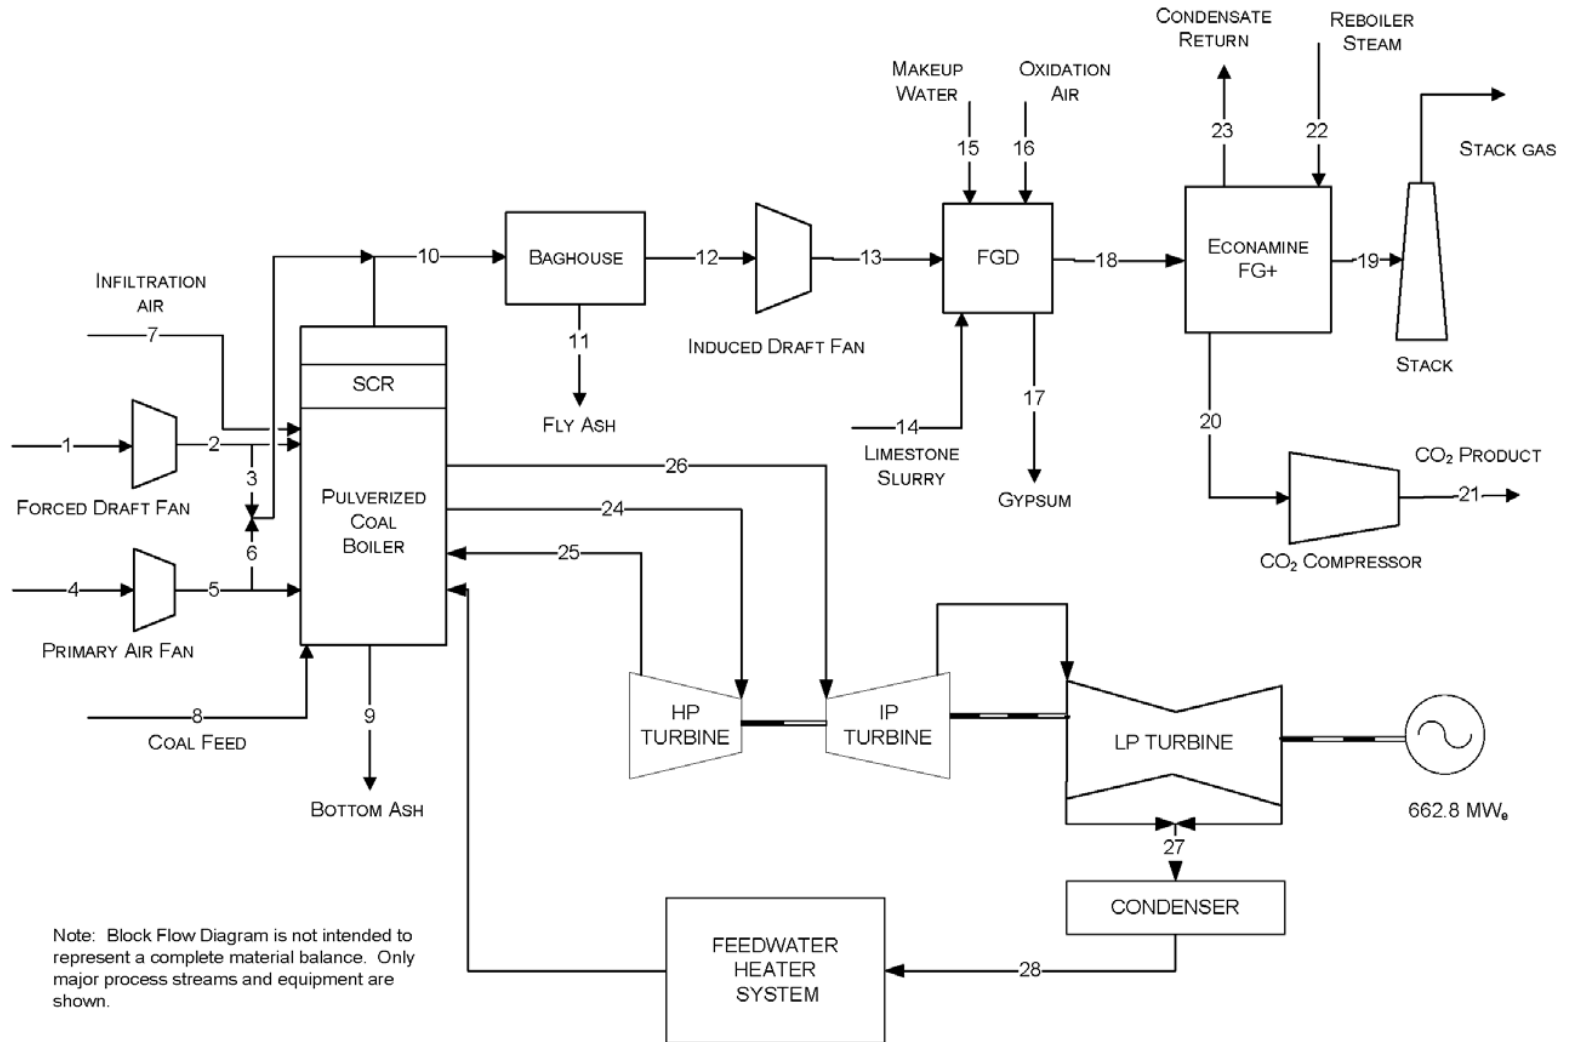 CONDENSATE
RETURN
REBOILER
STEAM
MAKEUP
WATER
OXIDATION
AIR
23
22
15
16
STACK GAS
10
BAGHOUSE
12
13
FGD
18
ECONAMINE
FG+
19
INFILTRATION
AIR
7
11
INDUCED DRAFT FAN
STACK
SCR
17
FLY ASH
14
LIMESTONE
SLURRY
20
1
2
3
26
CO₂ PRODUCT
21
GYPSUM
FORCED DRAFT FAN
PULVERIZED
COAL
BOILER
24
25
6
CO₂ COMPRESSOR
4
5
PRIMARY AIR FAN
8
COAL FEED
9
HP
TURBINE
IP
TURBINE
LP TURBINE
BOTTOM ASH
662.8 MWₑ
27
CONDENSER
Note: Block Flow Diagram is not intended to
represent a complete material balance. Only
major process streams and equipment are
shown.
FEEDWATER
HEATER
SYSTEM
28